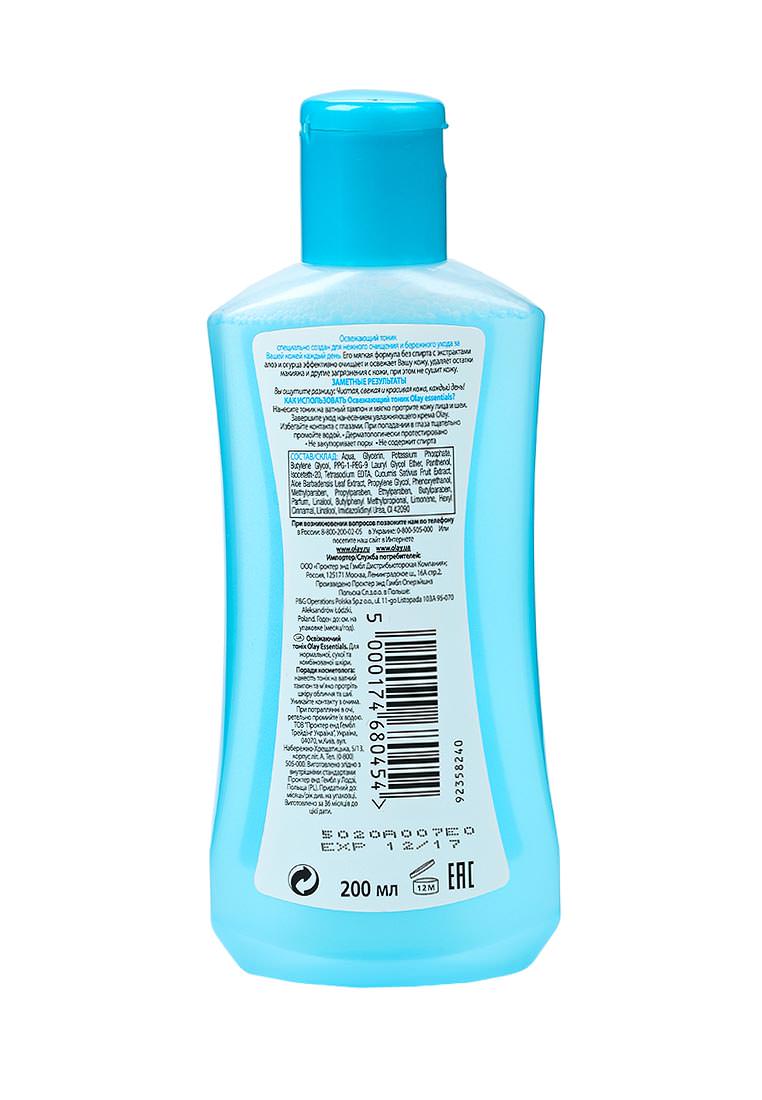 Освежающий тоник
специально создан для нежного очищения и бережного ухода за
Вашей кожей каждый день. Его мягкая формула без спирта с экстрактами
алоэ и огурца эффективно очищает и освежает Вашу кожу, удаляет остатки
макияжа и другие загрязнения с кожи, при этом не сушит кожу.
ЗАМЕТНЫЕ РЕЗУЛЬТАТЫ
Вы ощутите разницу: Чистая, свежая и красивая кожа, каждый день!
КАК ИСПОЛЬЗОВАТЬ Освежающий тоник Olay essentials?
Нанесите тоник на ватный тампон и мягко протрите кожу лица и шеи.
Завершите уход нанесением увлажняющего крема Olay.
Избегайте контакта с глазами. При попадании в глаза тщательно
промойте водой. • Дерматологически протестировано
• Не закупоривает поры • Не содержит спирта
СОСТАВ/СКЛАД: Aqua, Glycerin, Potassium Phosphate,
Butylene Glycol, PPG-1-PEG-9 Lauryl Glycol Ether, Panthenol,
Isoceteth-20, Tetrasodium EDTA, Cucumis Sativus Fruit Extract,
Aloe Barbadensis Leaf Extract, Propylene Glycol, Phenoxyethanol,
Methylparaben, Propylparaben, Ethylparaben, Butylparaben,
Parfum, Linalool, Butylphenyl Methylpropional, Limonene, Hexyl
Cinnamal, Linalool, Imidazolidinyl Urea, CI 42090
При возникновении вопросов позвоните нам по телефону
в России: 8-800-200-02-05 в Украине: 0-800-505-000 Или
посетите наш сайт в Интернете
www.olay.ru www.olay.ua
Импортер/Служба потребителей:
ООО «Проктер энд Гэмбл Дистрибьюторская Компания»;
Россия, 125171 Москва, Ленинградское ш., 16А стр.2.
Произведено Проктер энд Гэмбл Оперэйшнз
Польска Сп.з.о.о. в Польше:
P&G Operations Polska Sp.z o.o., ul. 11-go Listopada 103A 95-070
Aleksandrów Łódzki,
Poland. Годен до: см. на
упаковке (месяц/год).
UA Освіжаючий
тонік Olay Essentials. Для
нормальної, сухої та
комбінованої шкіри.
Поради косметолога:
нанесіть тонік на ватний
тампон та м'яко протріть
шкіру обличчя та шиї.
Уникайте контакту з очима.
При потраплянні в очі,
ретельно промийте їх водою.
ТОВ "Проктер енд Гембл
Трейдінг Україна", Україна,
04070, м.Київ, вул.
Набережно-Хрещатицька, 5/13,
корпус літ. А. Тел. (0-800)
505-000. Виготовлено згідно з
внутрішніми стандартами
Проктер енд Гембл у Лодзі,
Польща (PL). Придатний до:
місяць/рік див. на упаковці.
Виготовлено за 36 місяців до
цієї дати.
5 000174 680454 >
92358240
5020A007E0
EXP 12/17
200 мл
12M
EAC